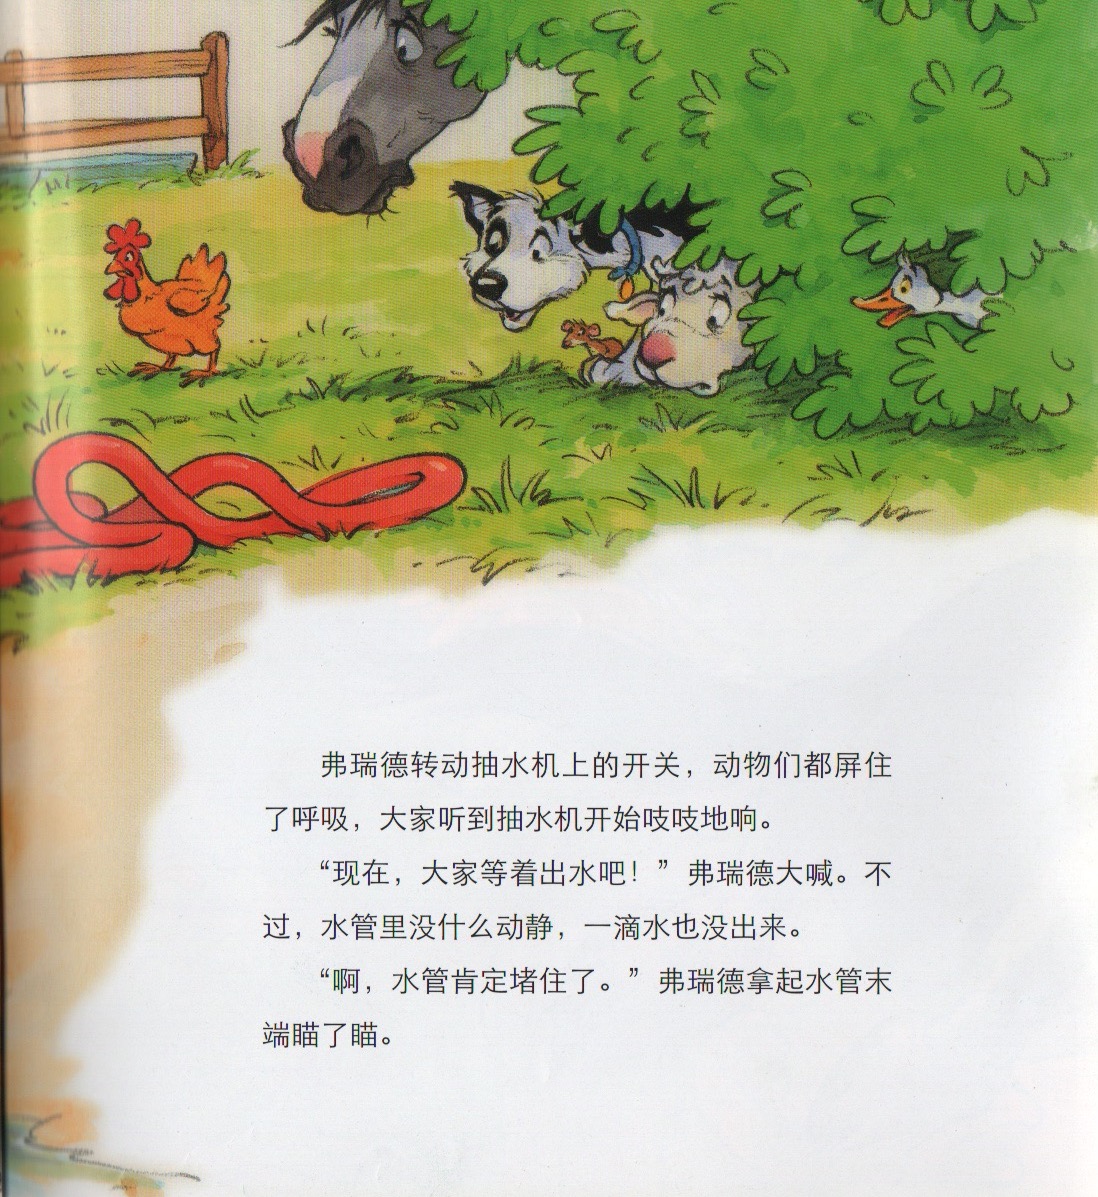 弗瑞德转动抽水机上的开关，动物们都屏住
了呼吸，大家听到抽水机开始吱吱地响。
“现在，大家等着出水吧！”弗瑞德大喊。不
过，水管里没什么动静，一滴水也没出来。
“啊，水管肯定堵住了。”弗瑞德拿起水管末
端瞄了瞄。